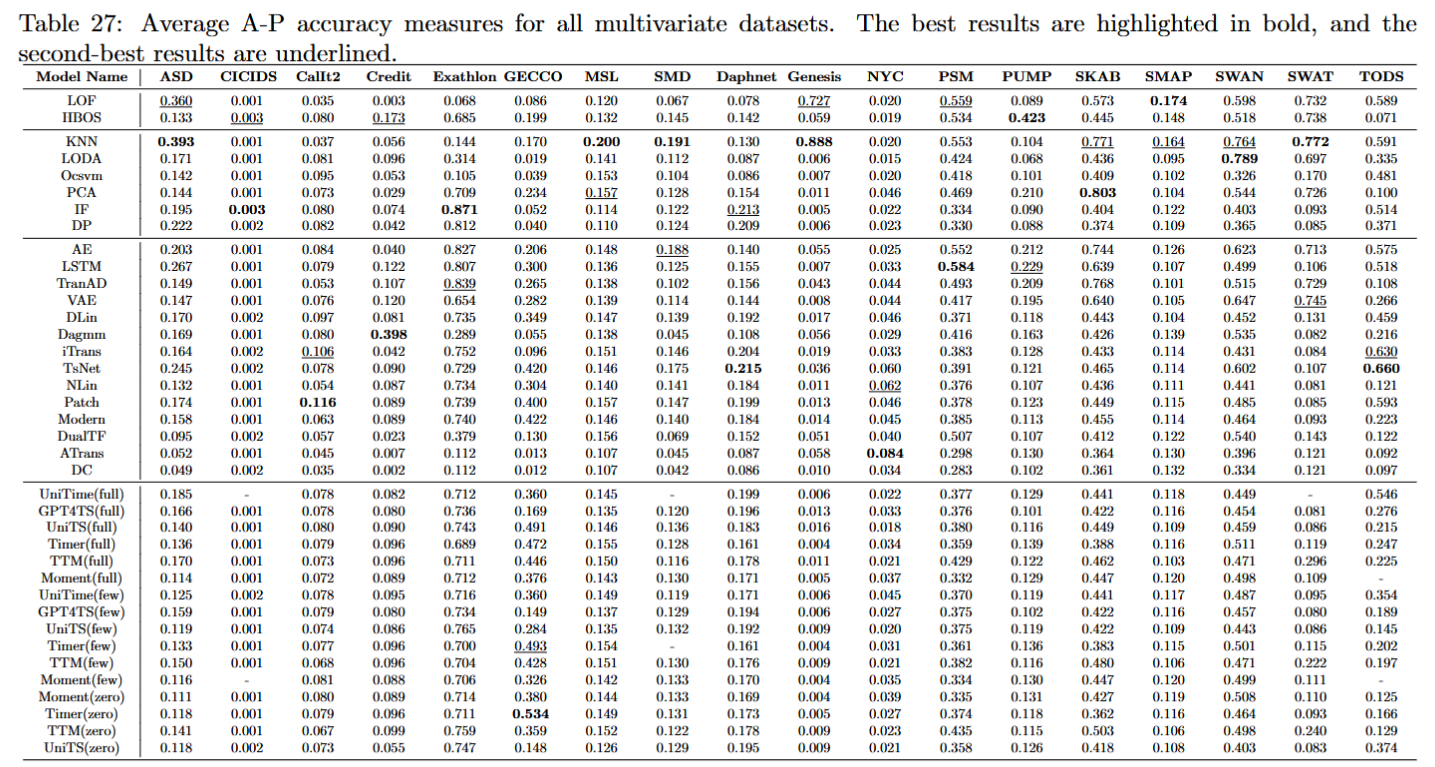 Table 27: Average A-P accuracy measures for all multivariate datasets. The best results are highlighted in bold, and the
second-best results are underlined.
Model Name ASD CICIDS CalIt2 Credit Exathlon GECCO MSL SMD Daphnet Genesis NYC PSM PUMP SKAB SMAP SWAN SWAT TODS
LOF 0.360 0.001 0.035 0.003 0.068 0.086 0.120 0.067 0.078 0.727 0.020 0.559 0.089 0.573 0.174 0.598 0.732 0.589
HBOS 0.133 0.003 0.080 0.173 0.685 0.199 0.132 0.145 0.142 0.059 0.019 0.534 0.423 0.445 0.148 0.518 0.738 0.071
KNN 0.393 0.001 0.037 0.056 0.144 0.170 0.200 0.191 0.130 0.888 0.020 0.553 0.104 0.771 0.164 0.764 0.772 0.591
LODA 0.171 0.001 0.081 0.096 0.314 0.019 0.141 0.112 0.087 0.006 0.015 0.424 0.068 0.436 0.095 0.789 0.697 0.335
Ocsvm 0.142 0.001 0.095 0.053 0.105 0.039 0.153 0.104 0.086 0.007 0.020 0.418 0.101 0.409 0.102 0.326 0.170 0.481
PCA 0.144 0.001 0.073 0.029 0.709 0.234 0.157 0.128 0.154 0.011 0.046 0.469 0.210 0.803 0.104 0.544 0.726 0.100
IF 0.195 0.003 0.080 0.074 0.871 0.052 0.114 0.122 0.213 0.005 0.022 0.334 0.090 0.404 0.122 0.403 0.093 0.514
DP 0.222 0.002 0.082 0.042 0.812 0.040 0.110 0.124 0.209 0.006 0.023 0.330 0.088 0.374 0.109 0.365 0.085 0.371
AE 0.203 0.001 0.084 0.040 0.827 0.206 0.148 0.188 0.140 0.055 0.025 0.552 0.212 0.744 0.126 0.623 0.713 0.575
LSTM 0.267 0.001 0.079 0.122 0.807 0.300 0.136 0.125 0.155 0.007 0.033 0.584 0.229 0.639 0.107 0.499 0.106 0.518
TranAD 0.149 0.001 0.053 0.107 0.839 0.265 0.138 0.102 0.156 0.043 0.044 0.493 0.209 0.768 0.101 0.515 0.729 0.108
VAE 0.147 0.001 0.076 0.120 0.654 0.282 0.139 0.114 0.144 0.008 0.044 0.417 0.195 0.640 0.105 0.647 0.745 0.266
DLin 0.170 0.002 0.097 0.081 0.735 0.349 0.147 0.139 0.192 0.017 0.046 0.371 0.118 0.443 0.104 0.452 0.131 0.459
Dagmm 0.169 0.001 0.080 0.398 0.289 0.055 0.138 0.045 0.108 0.056 0.029 0.416 0.163 0.426 0.139 0.535 0.082 0.216
iTrans 0.164 0.002 0.106 0.042 0.752 0.096 0.151 0.146 0.204 0.019 0.033 0.383 0.128 0.433 0.114 0.431 0.084 0.630
TsNet 0.245 0.002 0.078 0.090 0.729 0.420 0.146 0.175 0.215 0.036 0.060 0.391 0.121 0.465 0.114 0.602 0.107 0.660
NLin 0.132 0.001 0.054 0.087 0.734 0.304 0.140 0.141 0.184 0.011 0.062 0.376 0.107 0.436 0.111 0.441 0.081 0.121
Patch 0.174 0.001 0.116 0.089 0.739 0.400 0.157 0.147 0.199 0.013 0.046 0.378 0.123 0.449 0.115 0.485 0.085 0.593
Modern 0.158 0.001 0.063 0.089 0.740 0.422 0.146 0.140 0.184 0.014 0.045 0.385 0.113 0.455 0.114 0.464 0.093 0.223
DualTF 0.095 0.002 0.057 0.023 0.379 0.130 0.156 0.069 0.152 0.051 0.040 0.507 0.107 0.412 0.122 0.540 0.143 0.122
ATrans 0.052 0.001 0.045 0.007 0.112 0.013 0.107 0.045 0.087 0.058 0.084 0.298 0.130 0.364 0.130 0.396 0.121 0.092
DC 0.049 0.002 0.035 0.002 0.112 0.012 0.107 0.042 0.086 0.010 0.034 0.283 0.102 0.361 0.132 0.334 0.121 0.097
UniTime(full) 0.185 - 0.078 0.082 0.712 0.360 0.145 - 0.199 0.006 0.022 0.377 0.129 0.441 0.118 0.449 - 0.546
GPT4TS(full) 0.166 0.001 0.078 0.080 0.736 0.169 0.135 0.120 0.196 0.013 0.033 0.376 0.101 0.422 0.116 0.454 0.081 0.276
UniTS(full) 0.140 0.001 0.080 0.090 0.743 0.491 0.146 0.136 0.183 0.016 0.018 0.380 0.116 0.449 0.109 0.459 0.086 0.215
Timer(full) 0.136 0.001 0.079 0.096 0.689 0.472 0.155 0.128 0.161 0.004 0.034 0.359 0.139 0.388 0.116 0.511 0.119 0.247
TTM(full) 0.170 0.001 0.073 0.096 0.711 0.446 0.150 0.116 0.178 0.011 0.021 0.429 0.122 0.462 0.103 0.471 0.296 0.225
Moment(full) 0.114 0.001 0.072 0.089 0.712 0.376 0.143 0.130 0.171 0.005 0.037 0.332 0.129 0.447 0.120 0.498 0.109 -
UniTime(few) 0.125 0.002 0.078 0.095 0.716 0.360 0.149 0.119 0.171 0.006 0.045 0.370 0.119 0.441 0.117 0.487 0.095 0.354
GPT4TS(few) 0.159 0.001 0.079 0.080 0.734 0.149 0.137 0.129 0.194 0.006 0.027 0.375 0.102 0.422 0.116 0.457 0.080 0.189
UniTS(few) 0.119 0.001 0.074 0.086 0.765 0.284 0.135 0.132 0.192 0.009 0.020 0.375 0.119 0.422 0.109 0.443 0.086 0.145
Timer(few) 0.133 0.001 0.077 0.096 0.700 0.493 0.154 - 0.161 0.004 0.031 0.361 0.136 0.383 0.115 0.501 0.115 0.202
TTM(few) 0.150 0.001 0.068 0.096 0.704 0.428 0.151 0.130 0.176 0.009 0.021 0.382 0.116 0.480 0.106 0.471 0.222 0.197
Moment(few) 0.116 - 0.081 0.088 0.706 0.326 0.142 0.133 0.170 0.004 0.035 0.334 0.130 0.447 0.120 0.499 0.111 -
Moment(zero) 0.111 0.001 0.080 0.089 0.714 0.380 0.144 0.133 0.169 0.004 0.039 0.335 0.131 0.427 0.119 0.508 0.110 0.125
Timer(zero) 0.118 0.001 0.079 0.096 0.711 0.534 0.149 0.131 0.173 0.005 0.027 0.374 0.118 0.362 0.116 0.464 0.093 0.166
TTM(zero) 0.141 0.001 0.067 0.099 0.759 0.359 0.152 0.122 0.178 0.009 0.023 0.435 0.115 0.503 0.106 0.498 0.240 0.129
UniTS(zero) 0.118 0.002 0.073 0.055 0.747 0.148 0.126 0.129 0.195 0.009 0.021 0.358 0.126 0.418 0.108 0.403 0.083 0.374